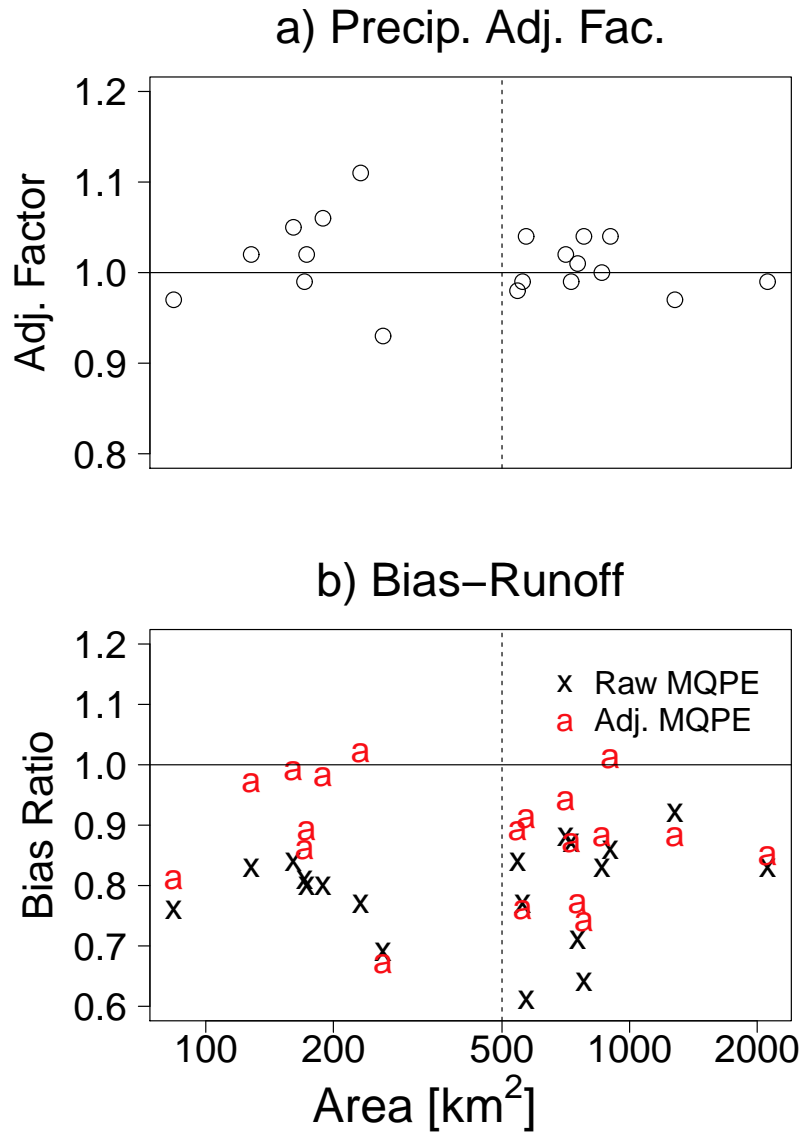 a) Precip. Adj. Fac.
1.2
1.1
1.0
0.9
0.8
Adj. Factor
b) Bias−Runoff
1.2
1.1
1.0
0.9
0.8
0.7
0.6
Bias Ratio
x Raw MQPE
a Adj. MQPE
100 200 500 1000 2000
Area [km²]